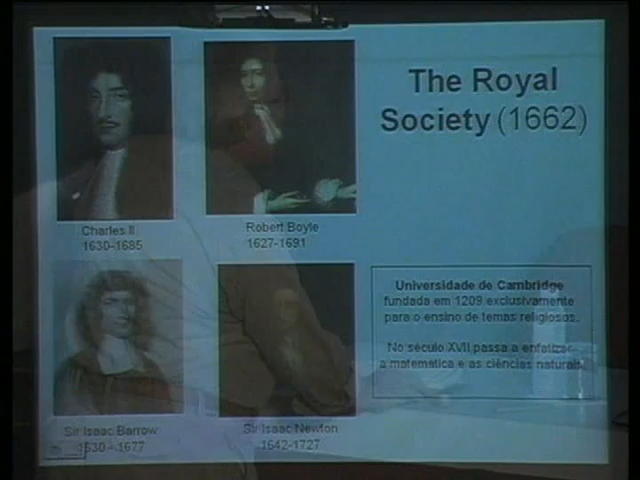 The Royal
Society (1662)
Charles II
1630-1685
Robert Boyle
1627-1691
Universidade de Cambridge
fundada em 1209 exclusivamente
para o ensino de temas religiosos.
No século XVII passa a enfatizar
a matemática e as ciências naturais.
Sir Isaac Barrow
1630 - 1677
Sir Isaac Newton
1642-1727